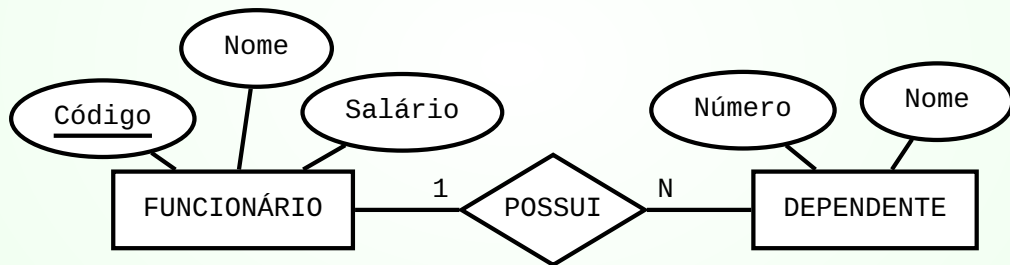 Nome
Código
Salário
Número
Nome
1
N
FUNCIONÁRIO
POSSUI
DEPENDENTE